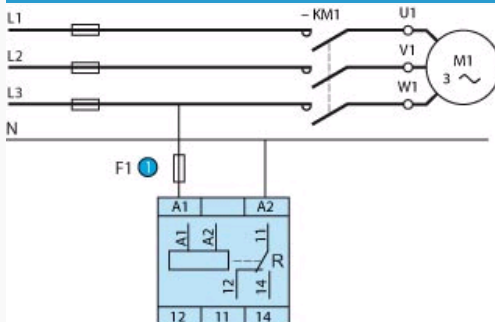 L1 – KM1 U1
L2 V1
L3 W1
M1
3 ~
N
F1 1
A1 A2
A1 A2 11
R
12 14
12 11 14